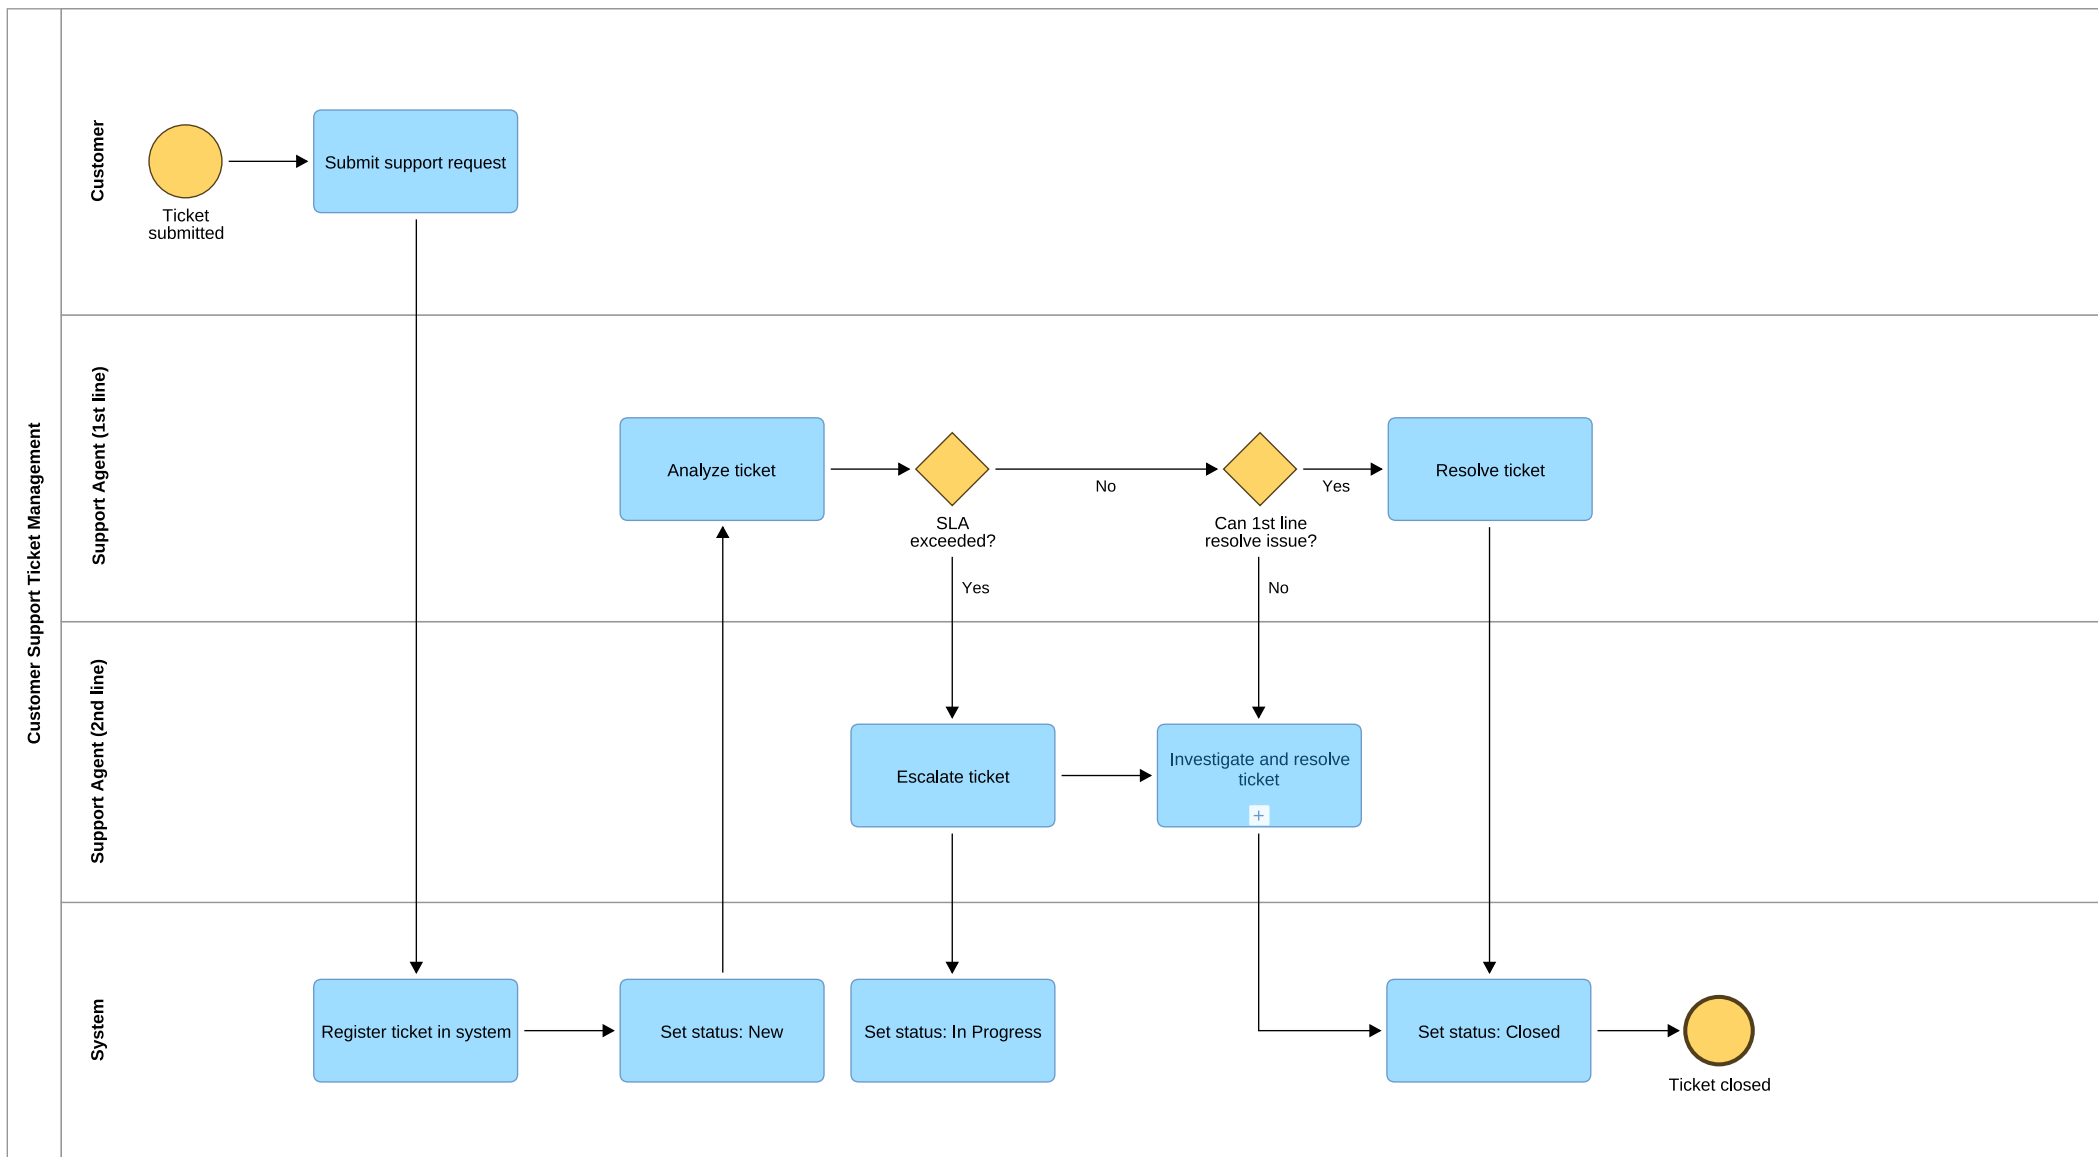 Customer Support Ticket Management
Customer
Ticket
submitted
Submit support request
Support Agent (1st line)
Analyze ticket
SLA
exceeded?
No
Yes
Can 1st line
resolve issue?
Yes
No
Resolve ticket
Support Agent (2nd line)
Escalate ticket
Investigate and resolve
ticket
+
System
Register ticket in system
Set status: New
Set status: In Progress
Set status: Closed
Ticket closed